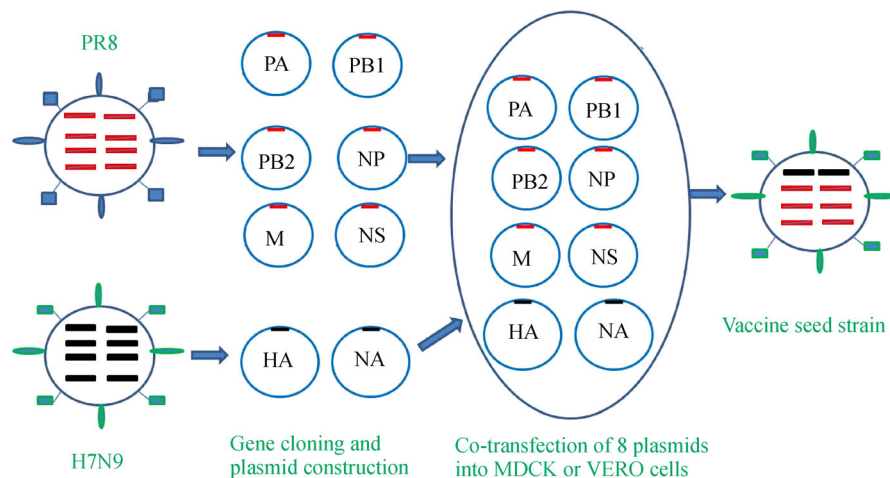 PR8
PA
PB1
PB2
NP
M
NS
HA
NA
PA
PB1
PB2
NP
M
NS
HA
NA
H7N9
Gene cloning and
plasmid construction
Co-transfection of 8 plasmids
into MDCK or VERO cells
Vaccine seed strain